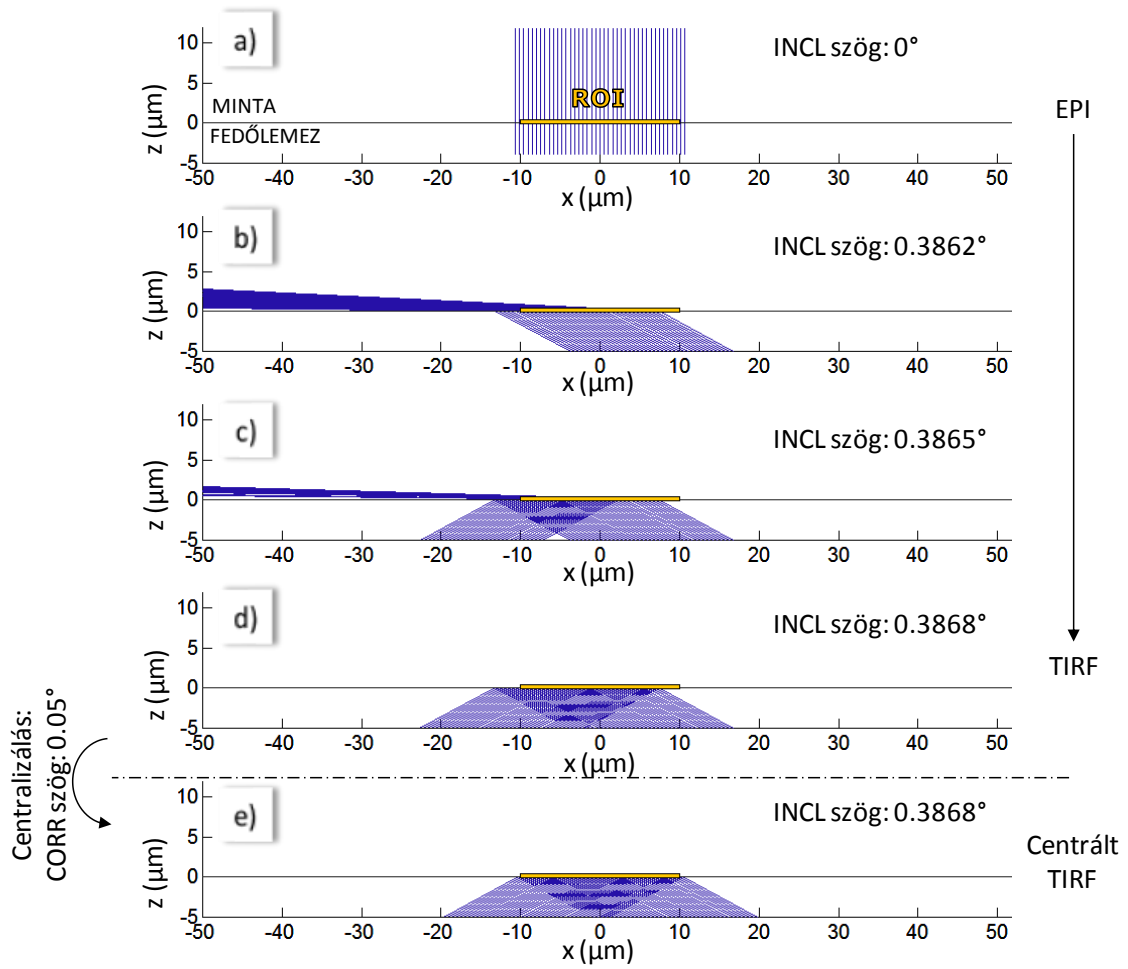 a)
INCL szög: 0°
ROI
MINTA
FEDŐLEMEZ
EPI
z (µm)
10
5
0
-5
-50 -40 -30 -20 -10 0 10 20 30 40 50
x (µm)
b)
INCL szög: 0.3862°
z (µm)
10
5
0
-5
-50 -40 -30 -20 -10 0 10 20 30 40 50
x (µm)
c)
INCL szög: 0.3865°
z (µm)
10
5
0
-5
-50 -40 -30 -20 -10 0 10 20 30 40 50
x (µm)
d)
INCL szög: 0.3868°
TIRF
z (µm)
10
5
0
-5
-50 -40 -30 -20 -10 0 10 20 30 40 50
x (µm)
Centralizálás:
CORR szög: 0.05°
e)
INCL szög: 0.3868°
Centrált
TIRF
z (µm)
10
5
0
-5
-50 -40 -30 -20 -10 0 10 20 30 40 50
x (µm)